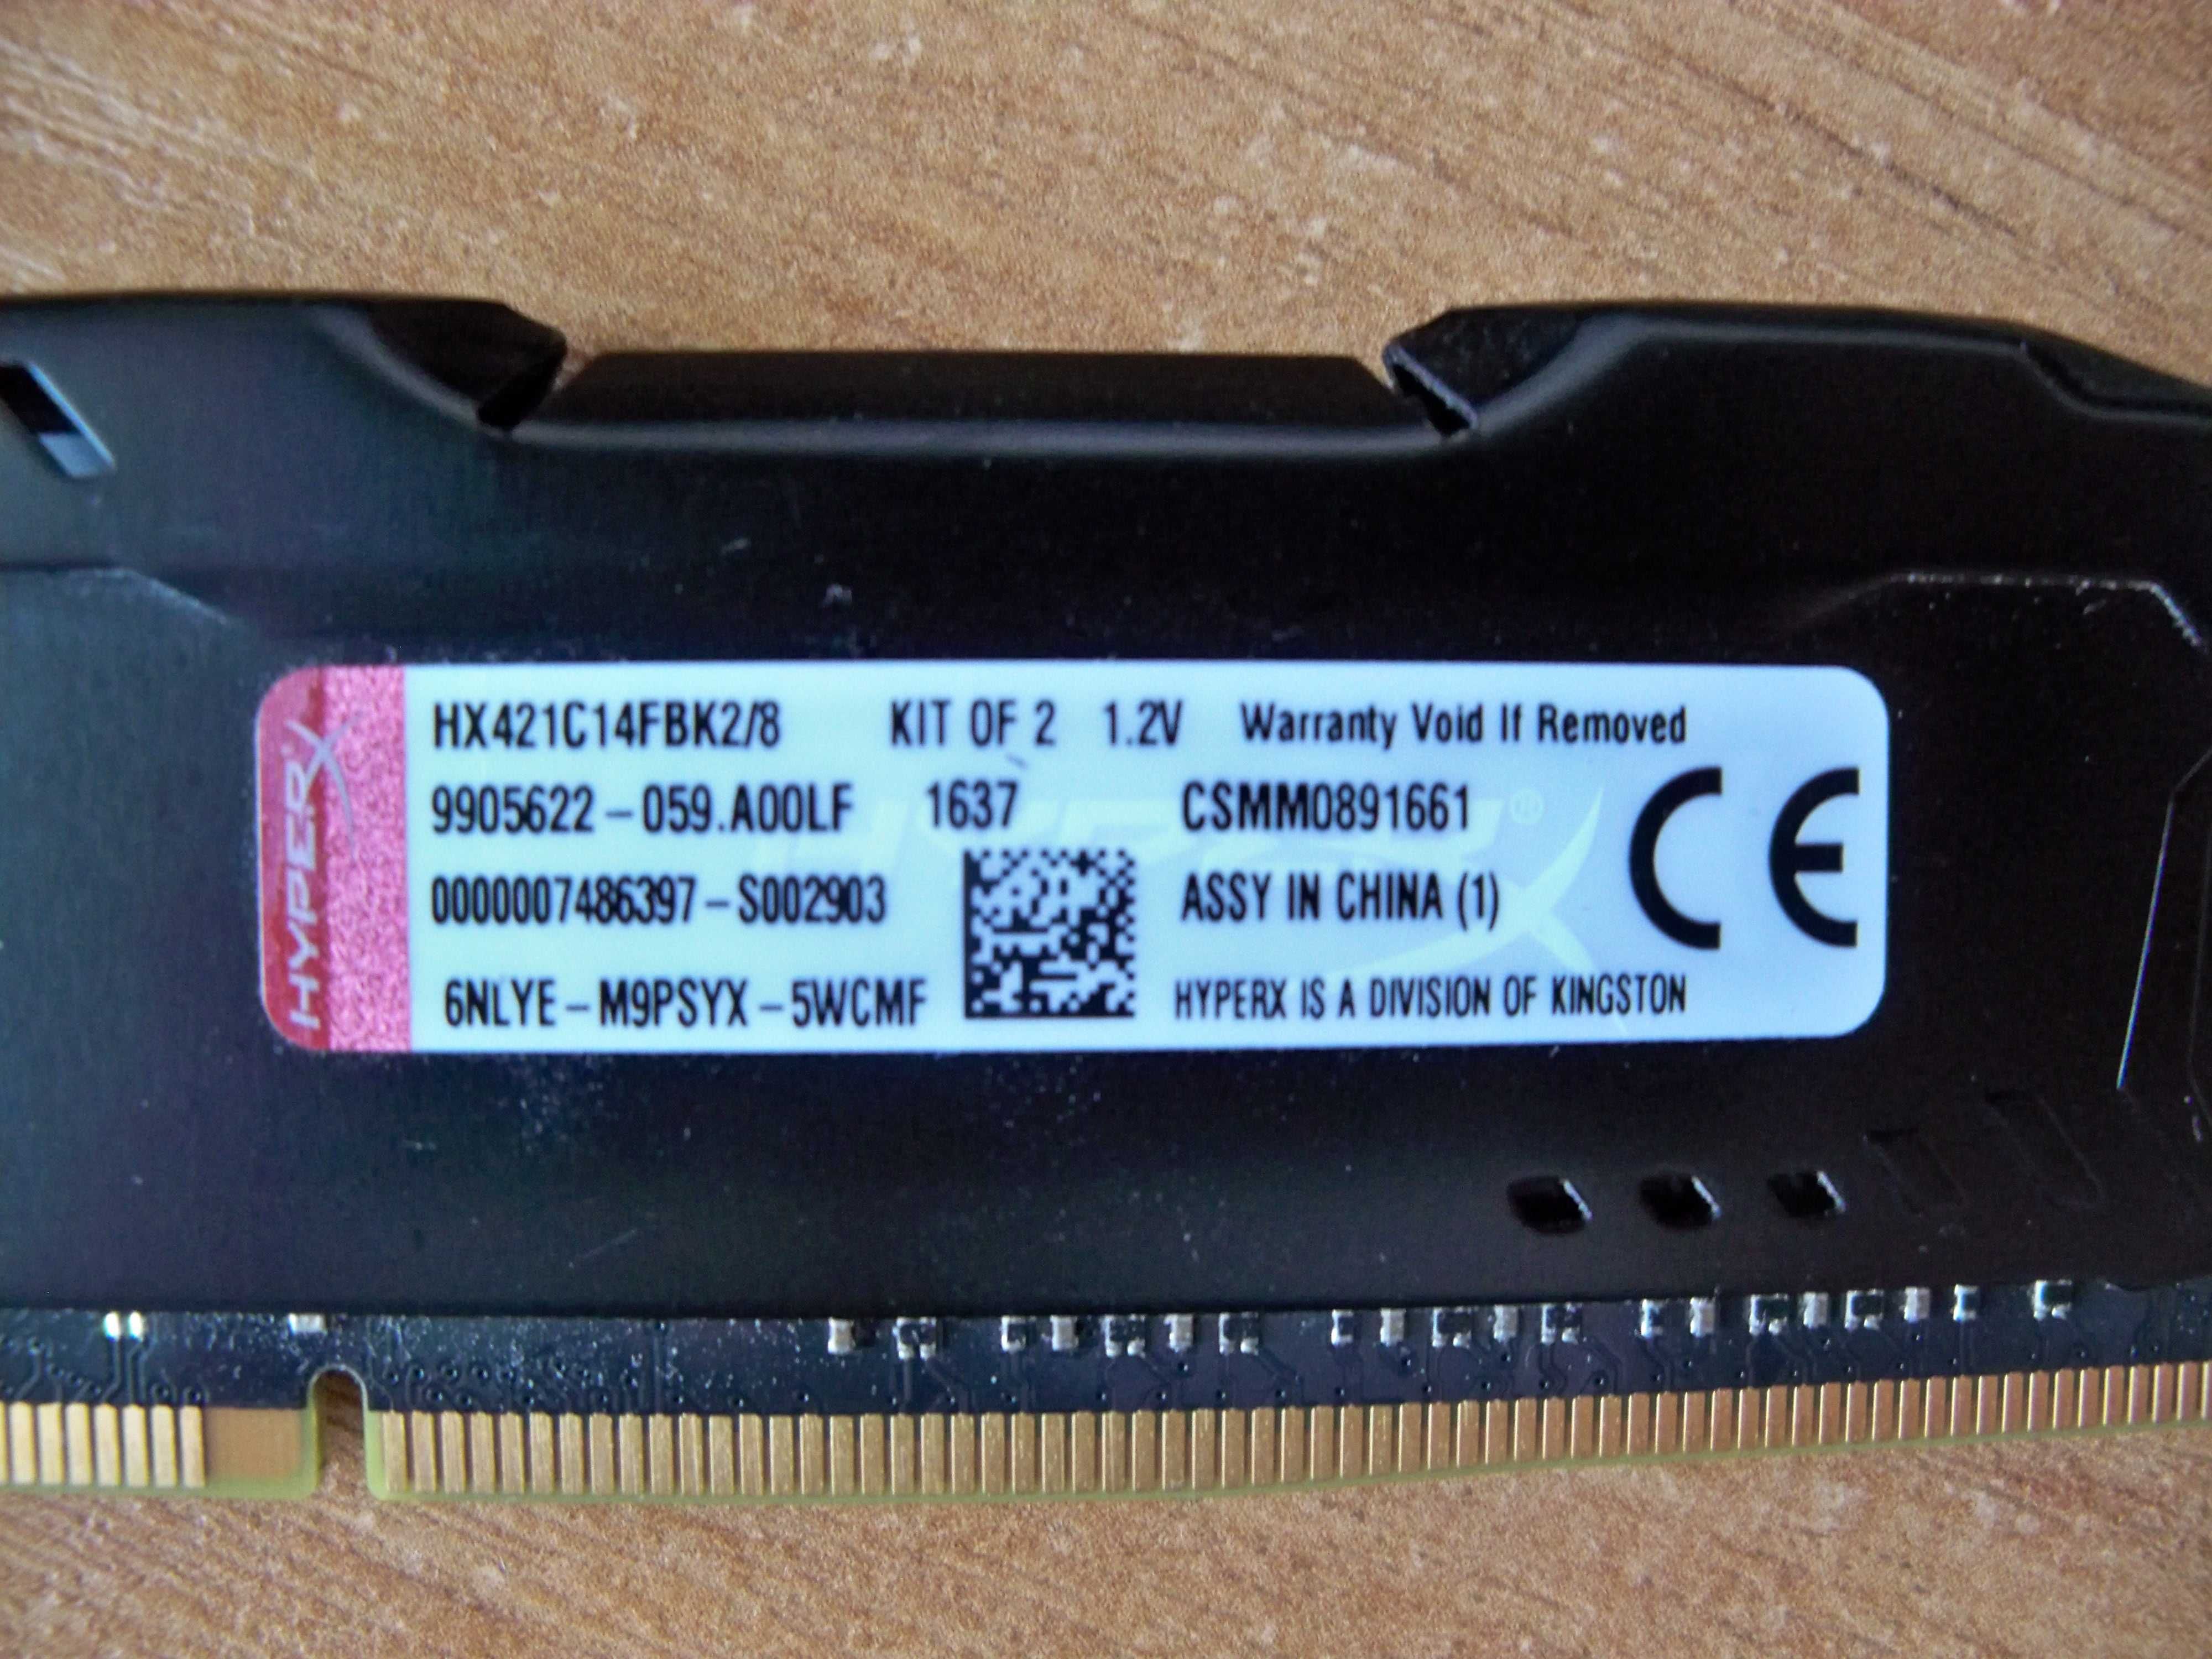 HYPERX
HX421C14FBK2/8 KIT OF 2 1.2V Warranty Void If Removed
9905622-059.A00LF 1637 CSMM0891661
0000007486397-S002903 ASSY IN CHINA (1)
6NLYE-M9PSYX-5WCMF HYPERX IS A DIVISION OF KINGSTON
CE